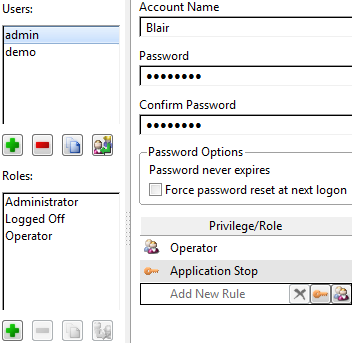 Users:
admin
demo
Roles:
Administrator
Logged Off
Operator
Account Name
Blair
Password
●●●●●●●●
Confirm Password
●●●●●●●●
Password Options
Password never expires
Force password reset at next logon
Privilege/Role
Operator
Application Stop
Add New Rule